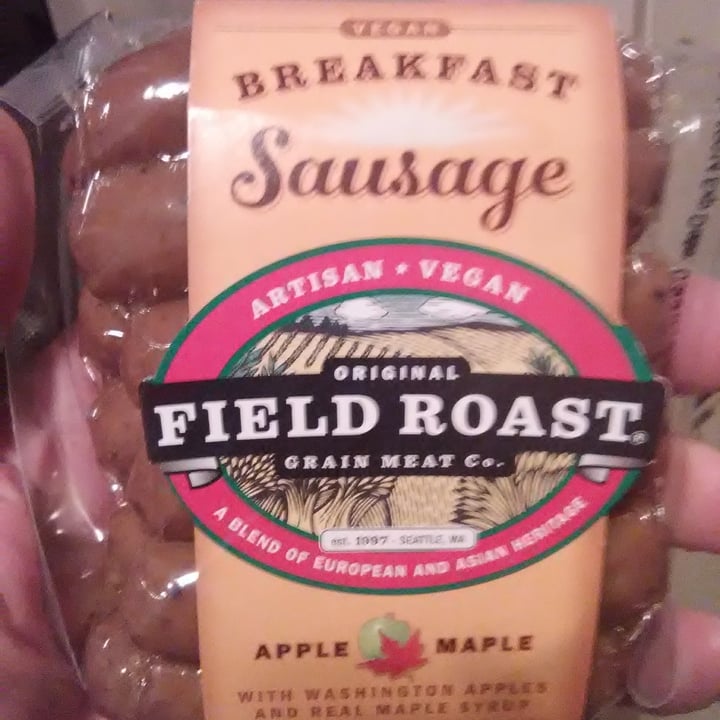 VEGAN
BREAKFAST
Sausage
ARTISAN ★ VEGAN
ORIGINAL
FIELD ROAST®
GRAIN MEAT Co.
est. 1997 - SEATTLE, WA
A BLEND OF EUROPEAN AND ASIAN HERITAGE
APPLE MAPLE
WITH WASHINGTON APPLES
AND REAL MAPLE SYRUP